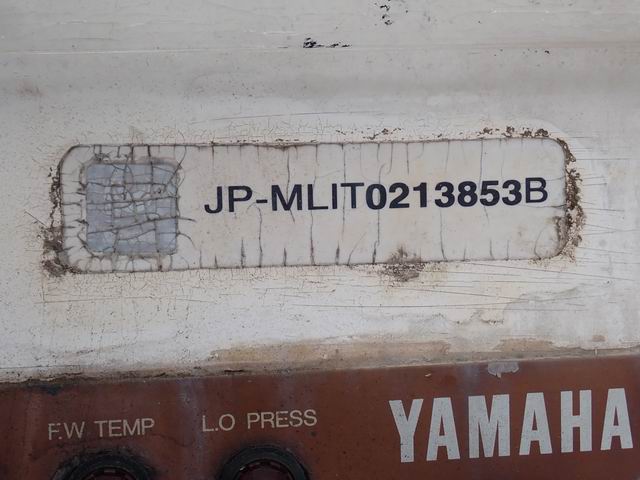 JP-MLIT0213853B
F.W TEMP L.O PRESS
YAMAHA